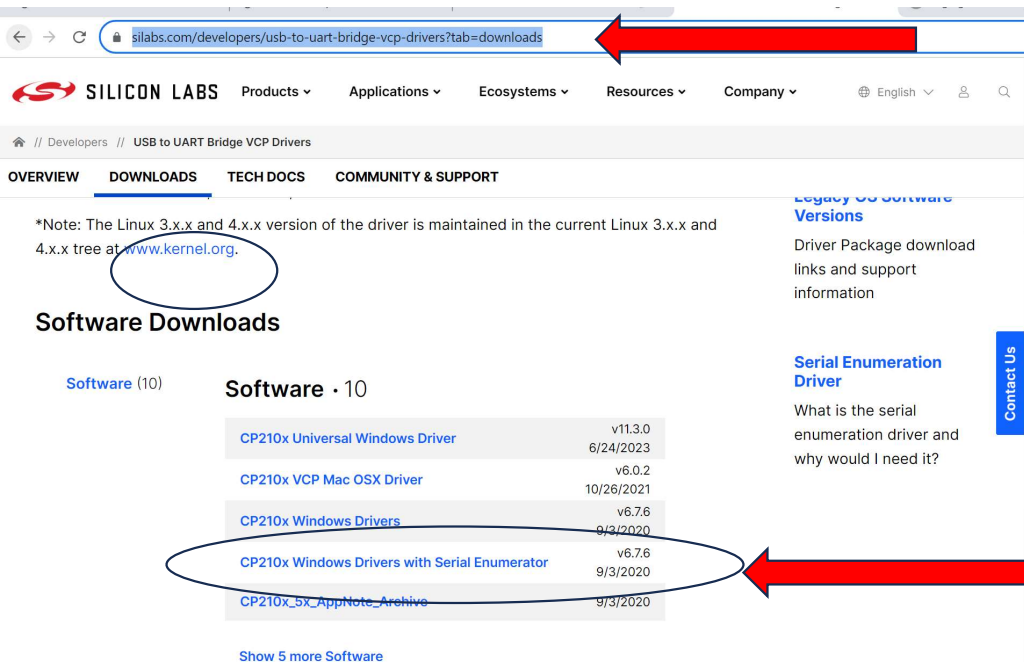 silabs.com/developers/usb-to-uart-bridge-vcp-drivers?tab=downloads
SILICON LABS Products Applications Ecosystems Resources Company English
// Developers // USB to UART Bridge VCP Drivers
OVERVIEW DOWNLOADS TECH DOCS COMMUNITY & SUPPORT
*Note: The Linux 3.x.x and 4.x.x version of the driver is maintained in the current Linux 3.x.x and
4.x.x tree at www.kernel.org.
Software Downloads
Software (10)
Software · 10
CP210x Universal Windows Driver
v11.3.0
6/24/2023
CP210x VCP Mac OSX Driver
v6.0.2
10/26/2021
CP210x Windows Drivers
v6.7.6
9/3/2020
CP210x Windows Drivers with Serial Enumerator
v6.7.6
9/3/2020
CP210x_5x_AppNote_Archive
9/3/2020
Show 5 more Software
Legacy OS Software
Versions
Driver Package download
links and support
information
Serial Enumeration
Driver
What is the serial
enumeration driver and
why would I need it?
Contact Us